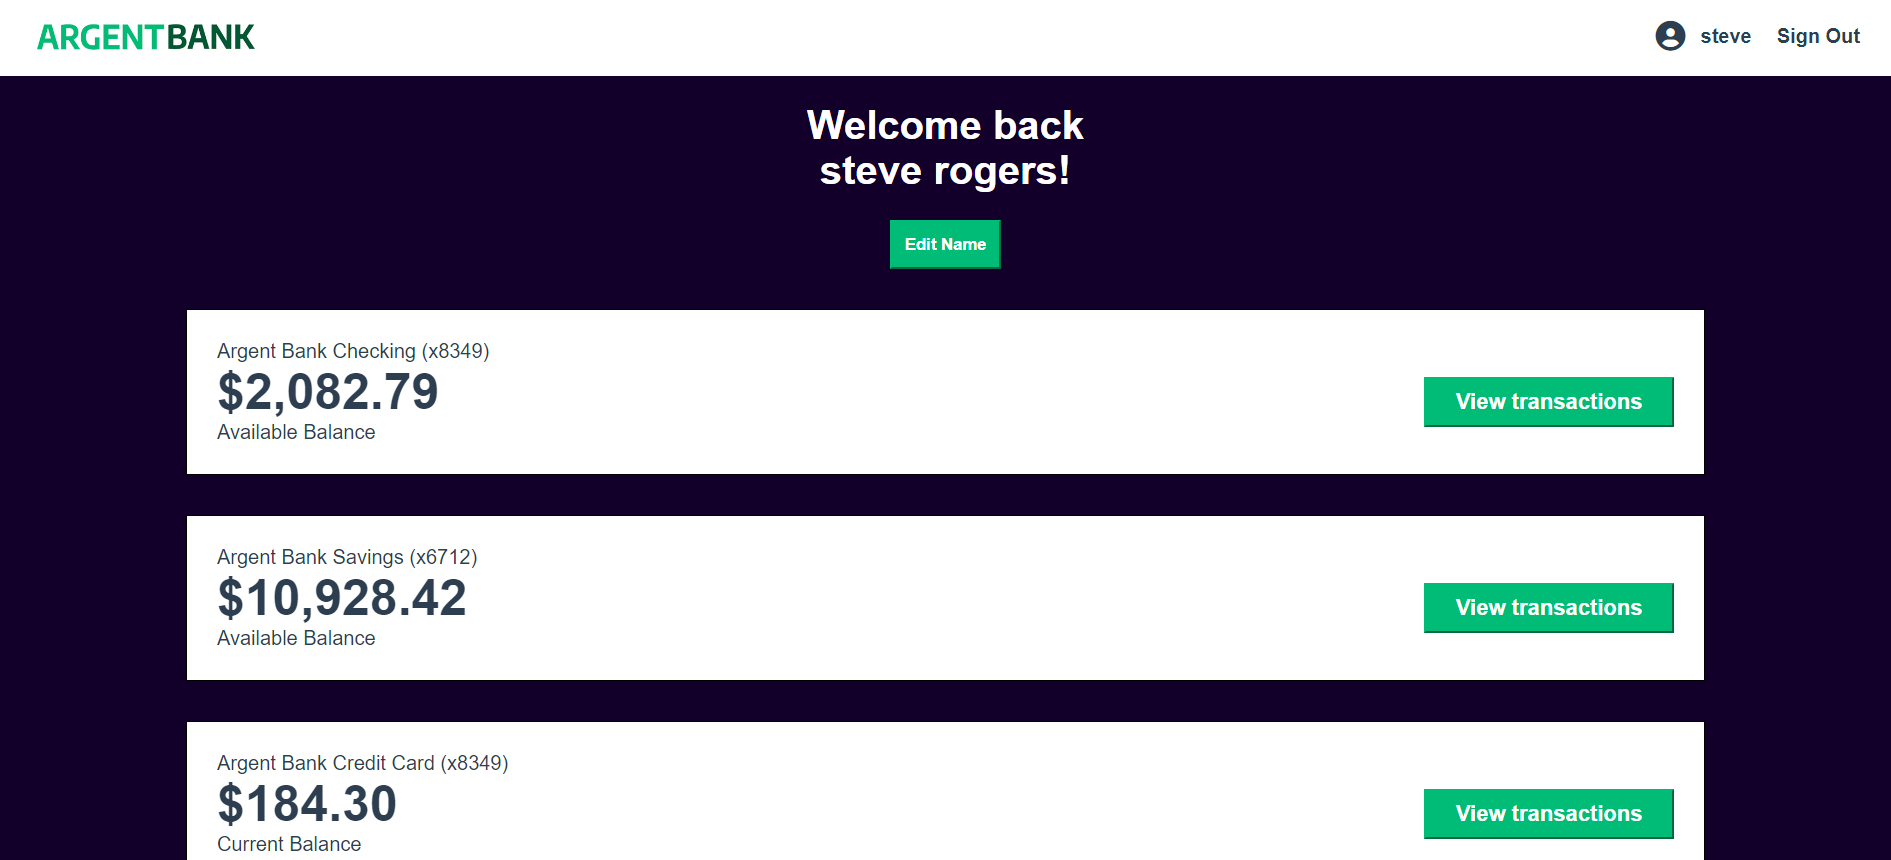 ARGENTBANK
steve Sign Out
Welcome back
steve rogers!
Edit Name
Argent Bank Checking (x8349)
$2,082.79
Available Balance
View transactions
Argent Bank Savings (x6712)
$10,928.42
Available Balance
View transactions
Argent Bank Credit Card (x8349)
$184.30
Current Balance
View transactions